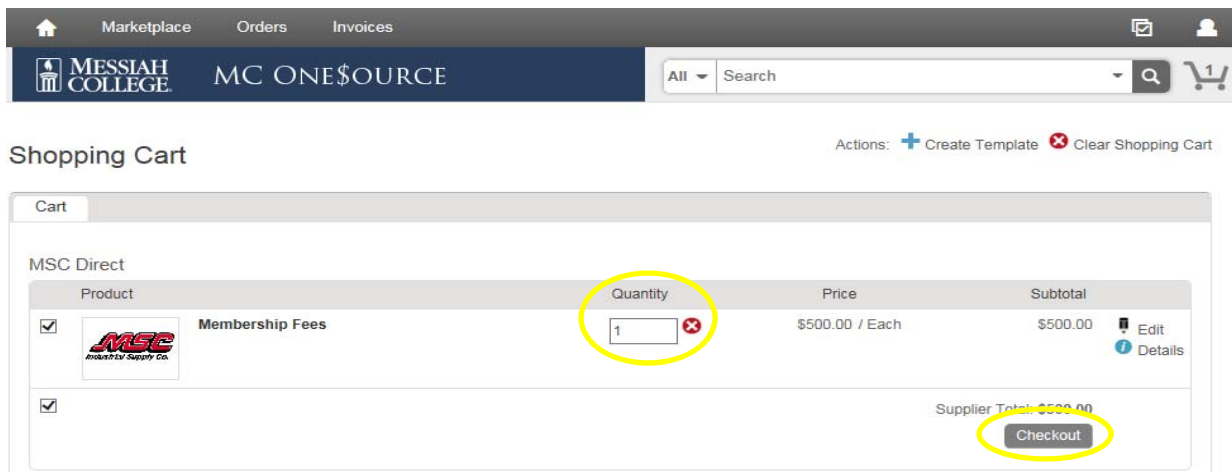 Marketplace Orders Invoices
MESSIAH COLLEGE. MC ONE$OURCE All Search 1
Shopping Cart
Actions: Create Template Clear Shopping Cart
Cart
MSC Direct
Product Quantity Price Subtotal
MSC Industrial Supply Co. Membership Fees 1 $500.00 / Each $500.00 Edit
Details
Supplier Total: $500.00
Checkout